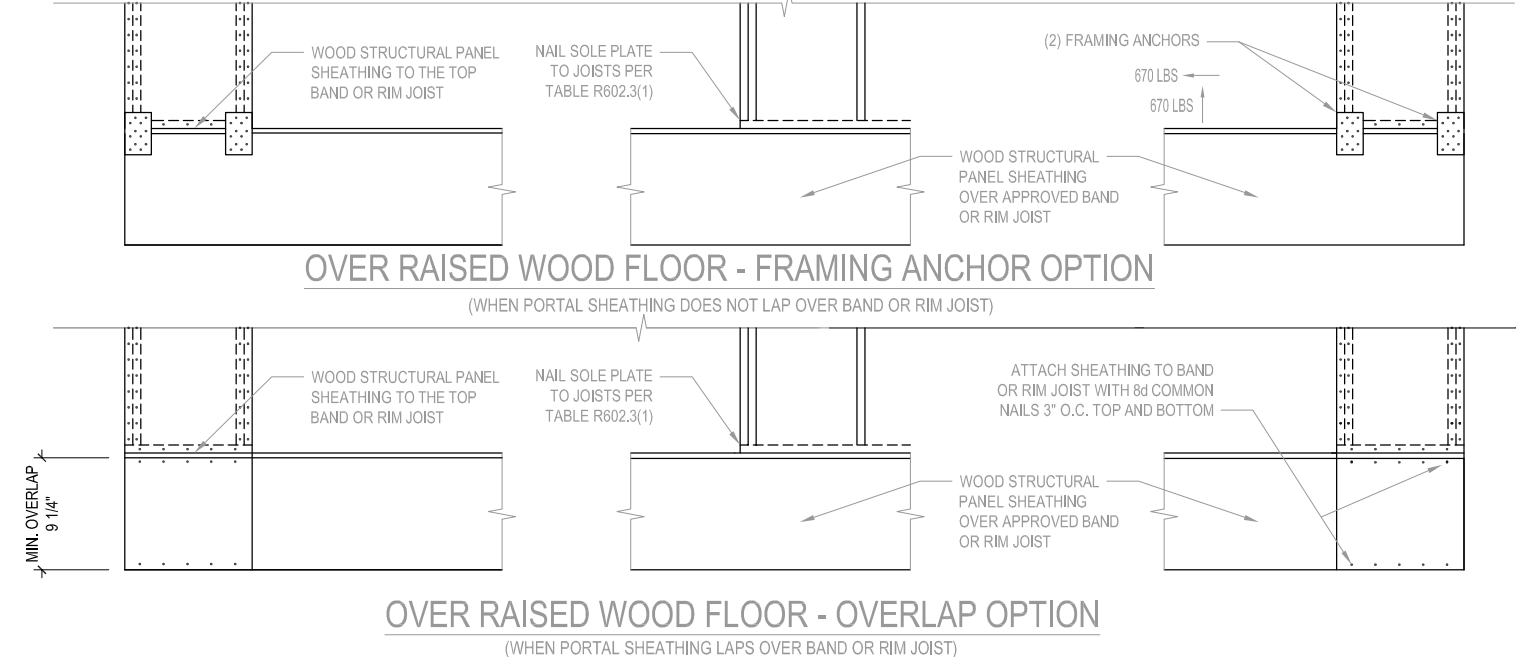 WOOD STRUCTURAL PANEL
SHEATHING TO THE TOP
BAND OR RIM JOIST
NAIL SOLE PLATE
TO JOISTS PER
TABLE R602.3(1)
(2) FRAMING ANCHORS
670 LBS
670 LBS
WOOD STRUCTURAL
PANEL SHEATHING
OVER APPROVED BAND
OR RIM JOIST
OVER RAISED WOOD FLOOR - FRAMING ANCHOR OPTION
(WHEN PORTAL SHEATHING DOES NOT LAP OVER BAND OR RIM JOIST)
WOOD STRUCTURAL PANEL
SHEATHING TO THE TOP
BAND OR RIM JOIST
NAIL SOLE PLATE
TO JOISTS PER
TABLE R602.3(1)
ATTACH SHEATHING TO BAND
OR RIM JOIST WITH 8d COMMON
NAILS 3" O.C. TOP AND BOTTOM
MIN. OVERLAP
9 1/4"
WOOD STRUCTURAL
PANEL SHEATHING
OVER APPROVED BAND
OR RIM JOIST
OVER RAISED WOOD FLOOR - OVERLAP OPTION
(WHEN PORTAL SHEATHING LAPS OVER BAND OR RIM JOIST)